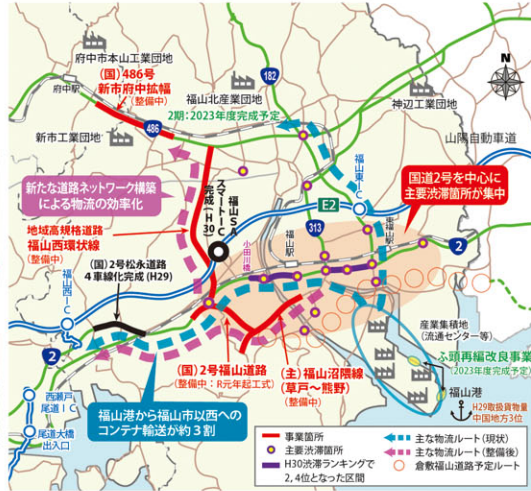 府中市本山工業団地
(国)486号
新市府中拡幅
(整備中)
府中駅
486
新市工業団地
182
福山北産業団地
2期:2023年度完成予定
神辺工業団地
N
山陽自動車道
新たな道路ネットワーク構築
による物流の効率化
地域高規格道路
福山西環状線
(整備中)
福山SA
スマートIC
完成(H30)
小田川橋
福山駅
313
E2
福山東IC
東福山駅
国道2号を中心に
主要渋滞箇所が集中
2
(国)2号松永道路
4車線化完成(H29)
福山西IC
2
西瀬戸
尾道IC
尾道大橋
出入口
(国)2号福山道路
(整備中:R元年起工式)
(主)福山沼隈線
(草戸~熊野)
(整備中)
福山港から福山市以西への
コンテナ輸送が約3割
産業集積地
(流通センター等)
ふ頭再編改良事業
(2023年度完成予定)
福山港
H29取扱貨物量
中国地方3位
事業箇所
主要渋滞箇所
H30渋滞ランキングで
2,4位となった区間
主な物流ルート(現状)
主な物流ルート(整備後)
倉敷福山道路予定ルート